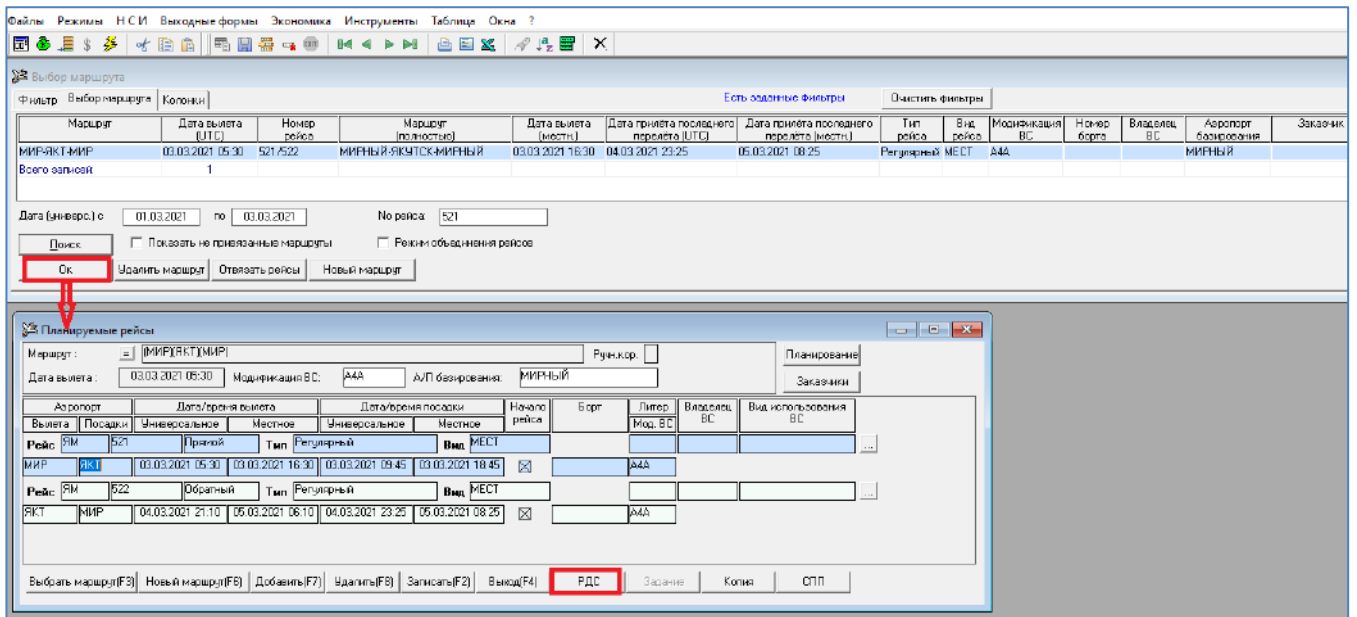 Файлы Режимы Н С И Выходные формы Экономика Инструменты Таблица Окна ?
Выбор маршрута
Фильтр Выбор маршрута Колонки Есть заданные фильтры Очистить фильтры
Маршрут Дата вылета (UTC) Номер рейса Маршрут (полностью) Дата вылета (местн.) Дата прилёта последнего перелёта (UTC) Дата прилёта последнего перелёта (местн.) Тип рейса Вид рейса Модификация ВС Номер борта Владелец ВС Аэропорт базирования Заказчик
МИР-ЯКТ-МИР 03.03.2021 05:30 521/522 МИРНЫЙ-ЯКУТСК-МИРНЫЙ 03.03.2021 16:30 04.03.2021 23:25 05.03.2021 08:25 Регулярный МЕСТ A4A МИРНЫЙ
Всего записей: 1
Дата (универс.) с 01.03.2021 по 03.03.2021 No рейса: 521
Поиск Показать не привязанные маршруты Режим объединения рейсов
Ок Удалить маршрут Отвязать рейсы Новый маршрут
Планируемые рейсы
Маршрут : = (МИР)(ЯКТ)(МИР) Ручн.кор. Планирование
Дата вылета : 03.03.2021 05:30 Модификация ВС: A4A А/П базирования: МИРНЫЙ Заказчики
Аэропорт Дата/время вылета Дата/время посадки Начало рейса Борт Литер Владелец ВС Вид использования ВС
Вылета Посадки Универсальное Местное Универсальное Местное Мод. ВС
Рейс ЯМ 521 Прямой Тип Регулярный Вид МЕСТ ...
МИР ЯКТ 03.03.2021 05:30 03.03.2021 16:30 03.03.2021 09:45 03.03.2021 18:45 A4A
Рейс ЯМ 522 Обратный Тип Регулярный Вид МЕСТ ...
ЯКТ МИР 04.03.2021 21:10 05.03.2021 06:10 04.03.2021 23:25 05.03.2021 08:25 A4A
Выбрать маршрут(F3) Новый маршрут(F6) Добавить(F7) Удалить(F8) Записать(F2) Выход(F4) РДС Задание Копия СПП